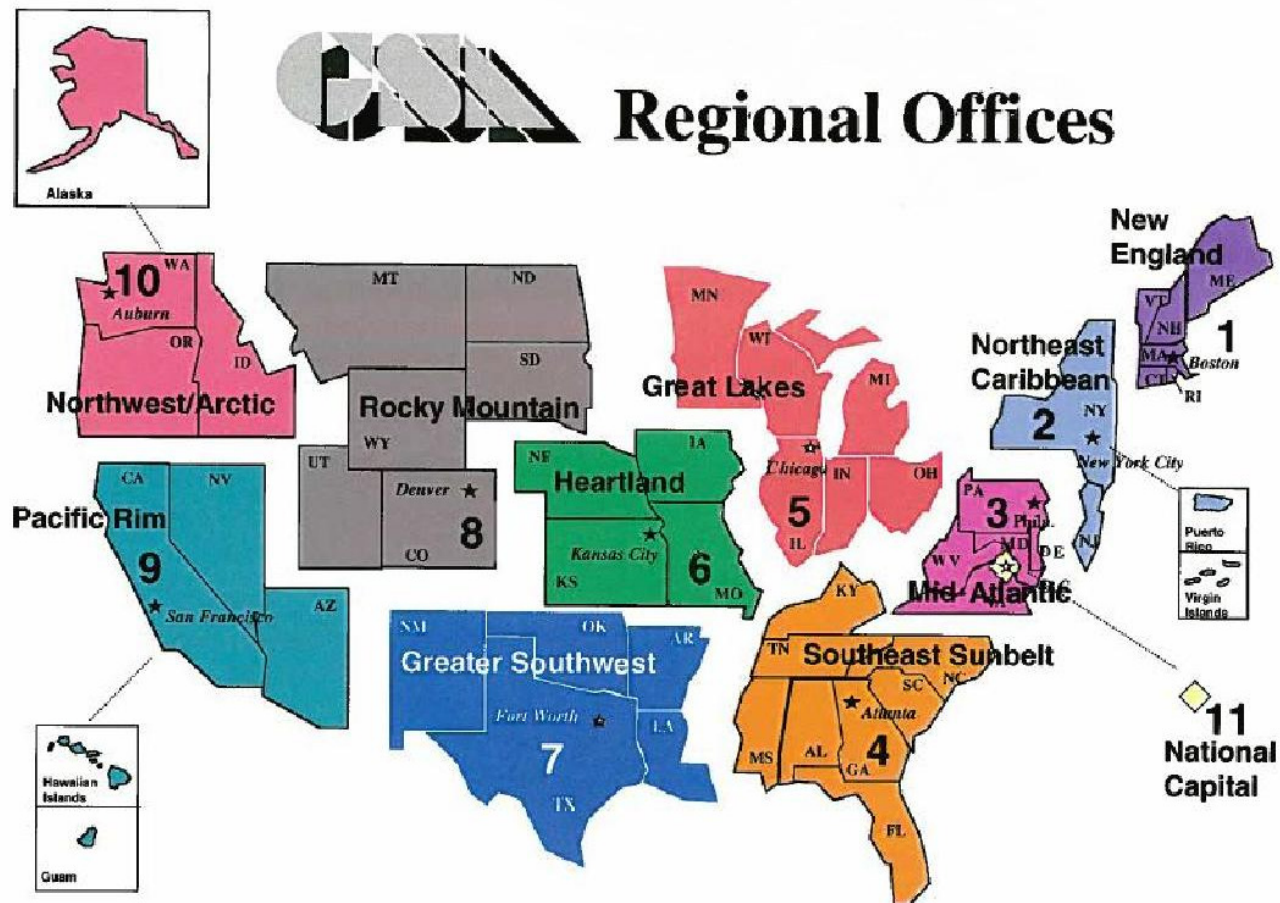 GSA Regional Offices
Alaska
10
WA
Auburn
OR
ID
Northwest/Arctic
MT
ND
SD
Rocky Mountain
WY
UT
Denver
8
CO
MN
WI
MI
Great Lakes
Chicago
IN
OH
5
IL
New
England
ME
VT
NH
1
MA
Boston
CT
RI
Northeast
Caribbean
NY
2
New York City
NJ
Puerto
Rico
Virgin
Islands
PA
3
Phila.
MD
DE
WV
Mid-Atlantic
CA
NV
Pacific Rim
9
San Francisco
AZ
Hawaiian
Islands
Guam
NE
IA
Heartland
Kansas City
6
KS
MO
NM
OK
AR
Greater Southwest
Fort Worth
LA
7
TX
KY
TN
Southeast Sunbelt
NC
SC
Atlanta
MS
AL
GA
4
FL
11
National
Capital